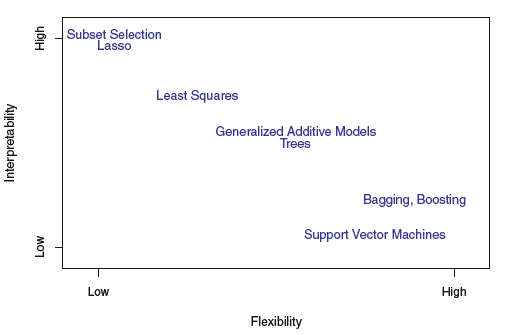 High
Subset Selection
Lasso
Least Squares
Interpretability
Generalized Additive Models
Trees
Bagging, Boosting
Support Vector Machines
Low
Low
High
Flexibility